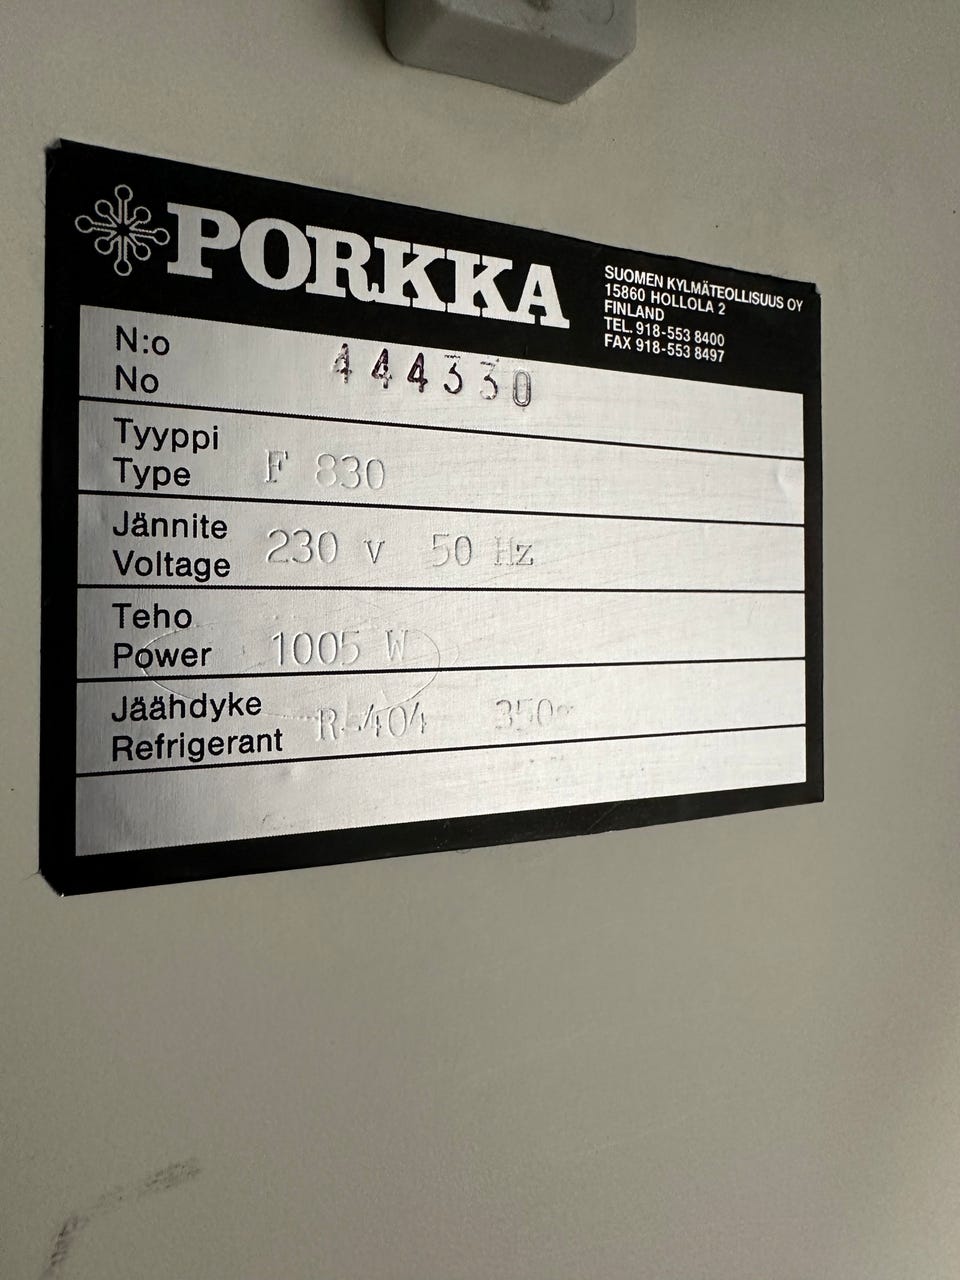 PORKKA
SUOMEN KYLMÄTEOLLISUUS OY
15860 HOLLOLA 2
FINLAND
TEL. 918-553 8400
FAX 918-553 8497
N:o
No 444330
Tyyppi
Type F 830
Jännite
Voltage 230 V 50 Hz
Teho
Power 1005 W
Jäähdyke
Refrigerant R-404 350g